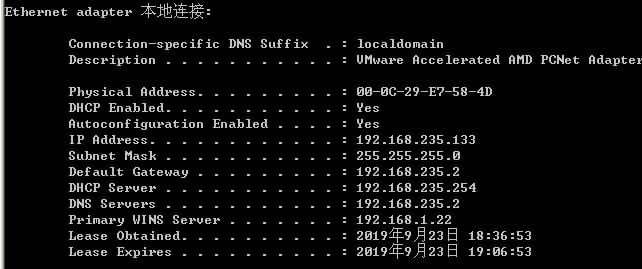 Ethernet adapter 本地连接:
Connection-specific DNS Suffix  . : localdomain
Description . . . . . . . . . . . : VMware Accelerated AMD PCNet Adapter
Physical Address. . . . . . . . . : 00-0C-29-E7-58-4D
DHCP Enabled. . . . . . . . . . . : Yes
Autoconfiguration Enabled . . . . : Yes
IP Address. . . . . . . . . . . . : 192.168.235.133
Subnet Mask . . . . . . . . . . . : 255.255.255.0
Default Gateway . . . . . . . . . : 192.168.235.2
DHCP Server . . . . . . . . . . . : 192.168.235.254
DNS Servers . . . . . . . . . . . : 192.168.235.2
Primary WINS Server . . . . . . . : 192.168.1.22
Lease Obtained. . . . . . . . . . : 2019年9月23日 18:36:53
Lease Expires . . . . . . . . . . : 2019年9月23日 19:06:53